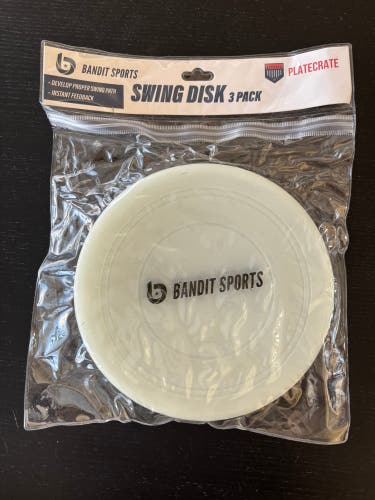 BANDIT SPORTS
- DEVELOP PROPER SWING PATH
- INSTANT FEEDBACK
SWING DISK 3 PACK
PLATECRATE
BANDIT SPORTS